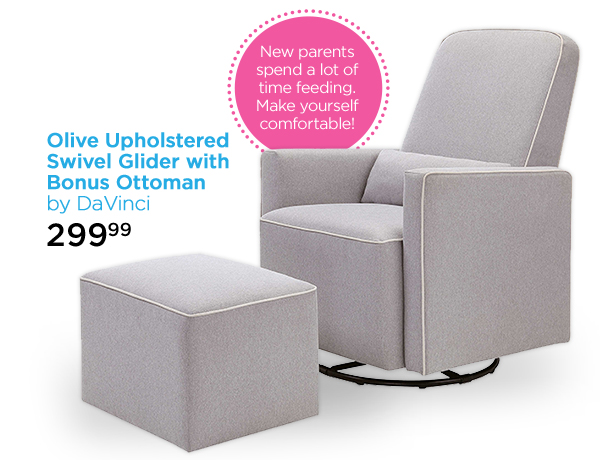 New parents
spend a lot of
time feeding.
Make yourself
comfortable!
Olive Upholstered
Swivel Glider with
Bonus Ottoman
by DaVinci
299⁹⁹